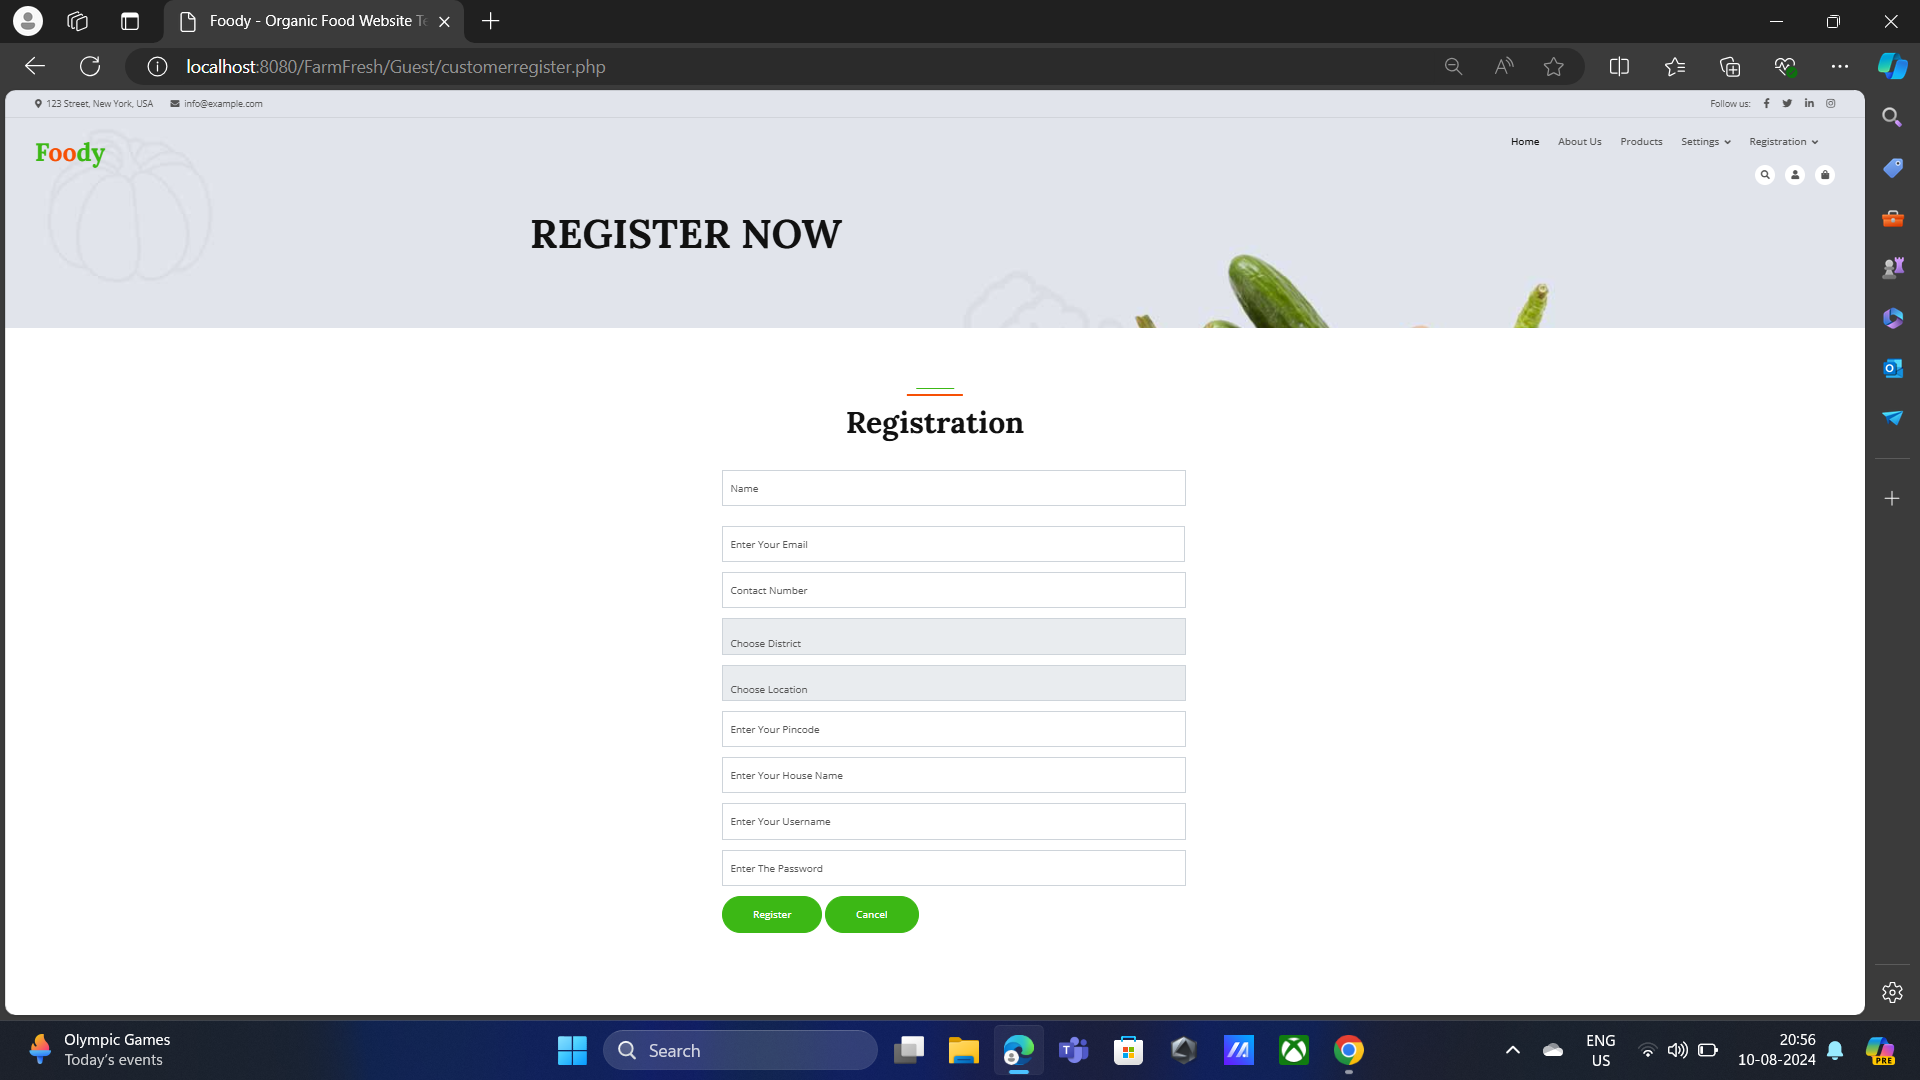 Foody - Organic Food Website Te
localhost:8080/FarmFresh/Guest/customerregister.php
123 Street, New York, USA info@example.com Follow us:
Foody
Home About Us Products Settings Registration
REGISTER NOW
Registration
Name
Enter Your Email
Contact Number
Choose District
Choose Location
Enter Your Pincode
Enter Your House Name
Enter Your Username
Enter The Password
Register Cancel
Olympic Games
Today's events
Search
ENG
US
20:56
10-08-2024
PRE